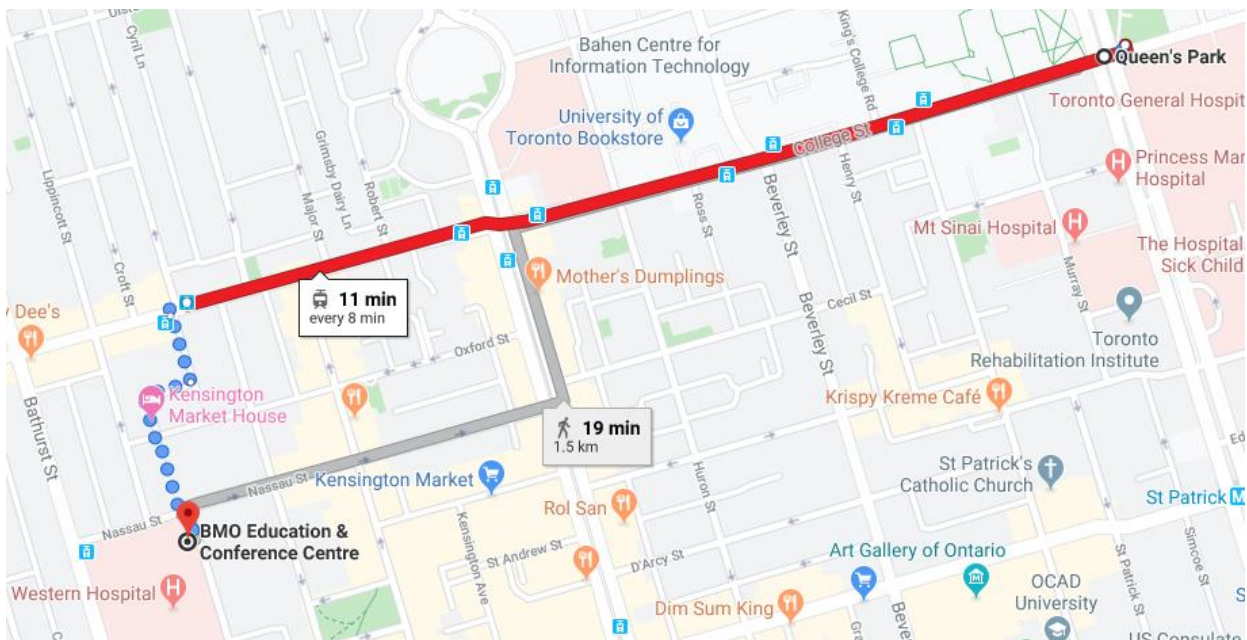 Cyril Ln
Bahen Centre for
Information Technology
King's College Rd
Queen's Park
University of
Toronto Bookstore
College St
Toronto General Hospit
Grimsby Dairy Ln
Major St
Robert St
Lippincott St
Croft St
Ross St
Henry St
Beverley St
Princess Mar
Hospital
Mt Sinai Hospital
Murray St
The Hospital
Sick Child
Mother's Dumplings
11 min
every 8 min
y Dee's
Oxford St
Cecil St
Beverley St
Toronto
Rehabilitation Institute
Kensington
Market House
Bathurst St
Krispy Kreme Café
19 min
1.5 km
Nassau St
Kensington Market
Huron St
St Patrick's
Catholic Church
St Patrick
Nassau St
Rol San
BMO Education &
Conference Centre
Kensington Ave
St Andrew St
D'Arcy St
Art Gallery of Ontario
St Patrick St
Simcoe St
Western Hospital
Dim Sum King
OCAD
University
US Consulate